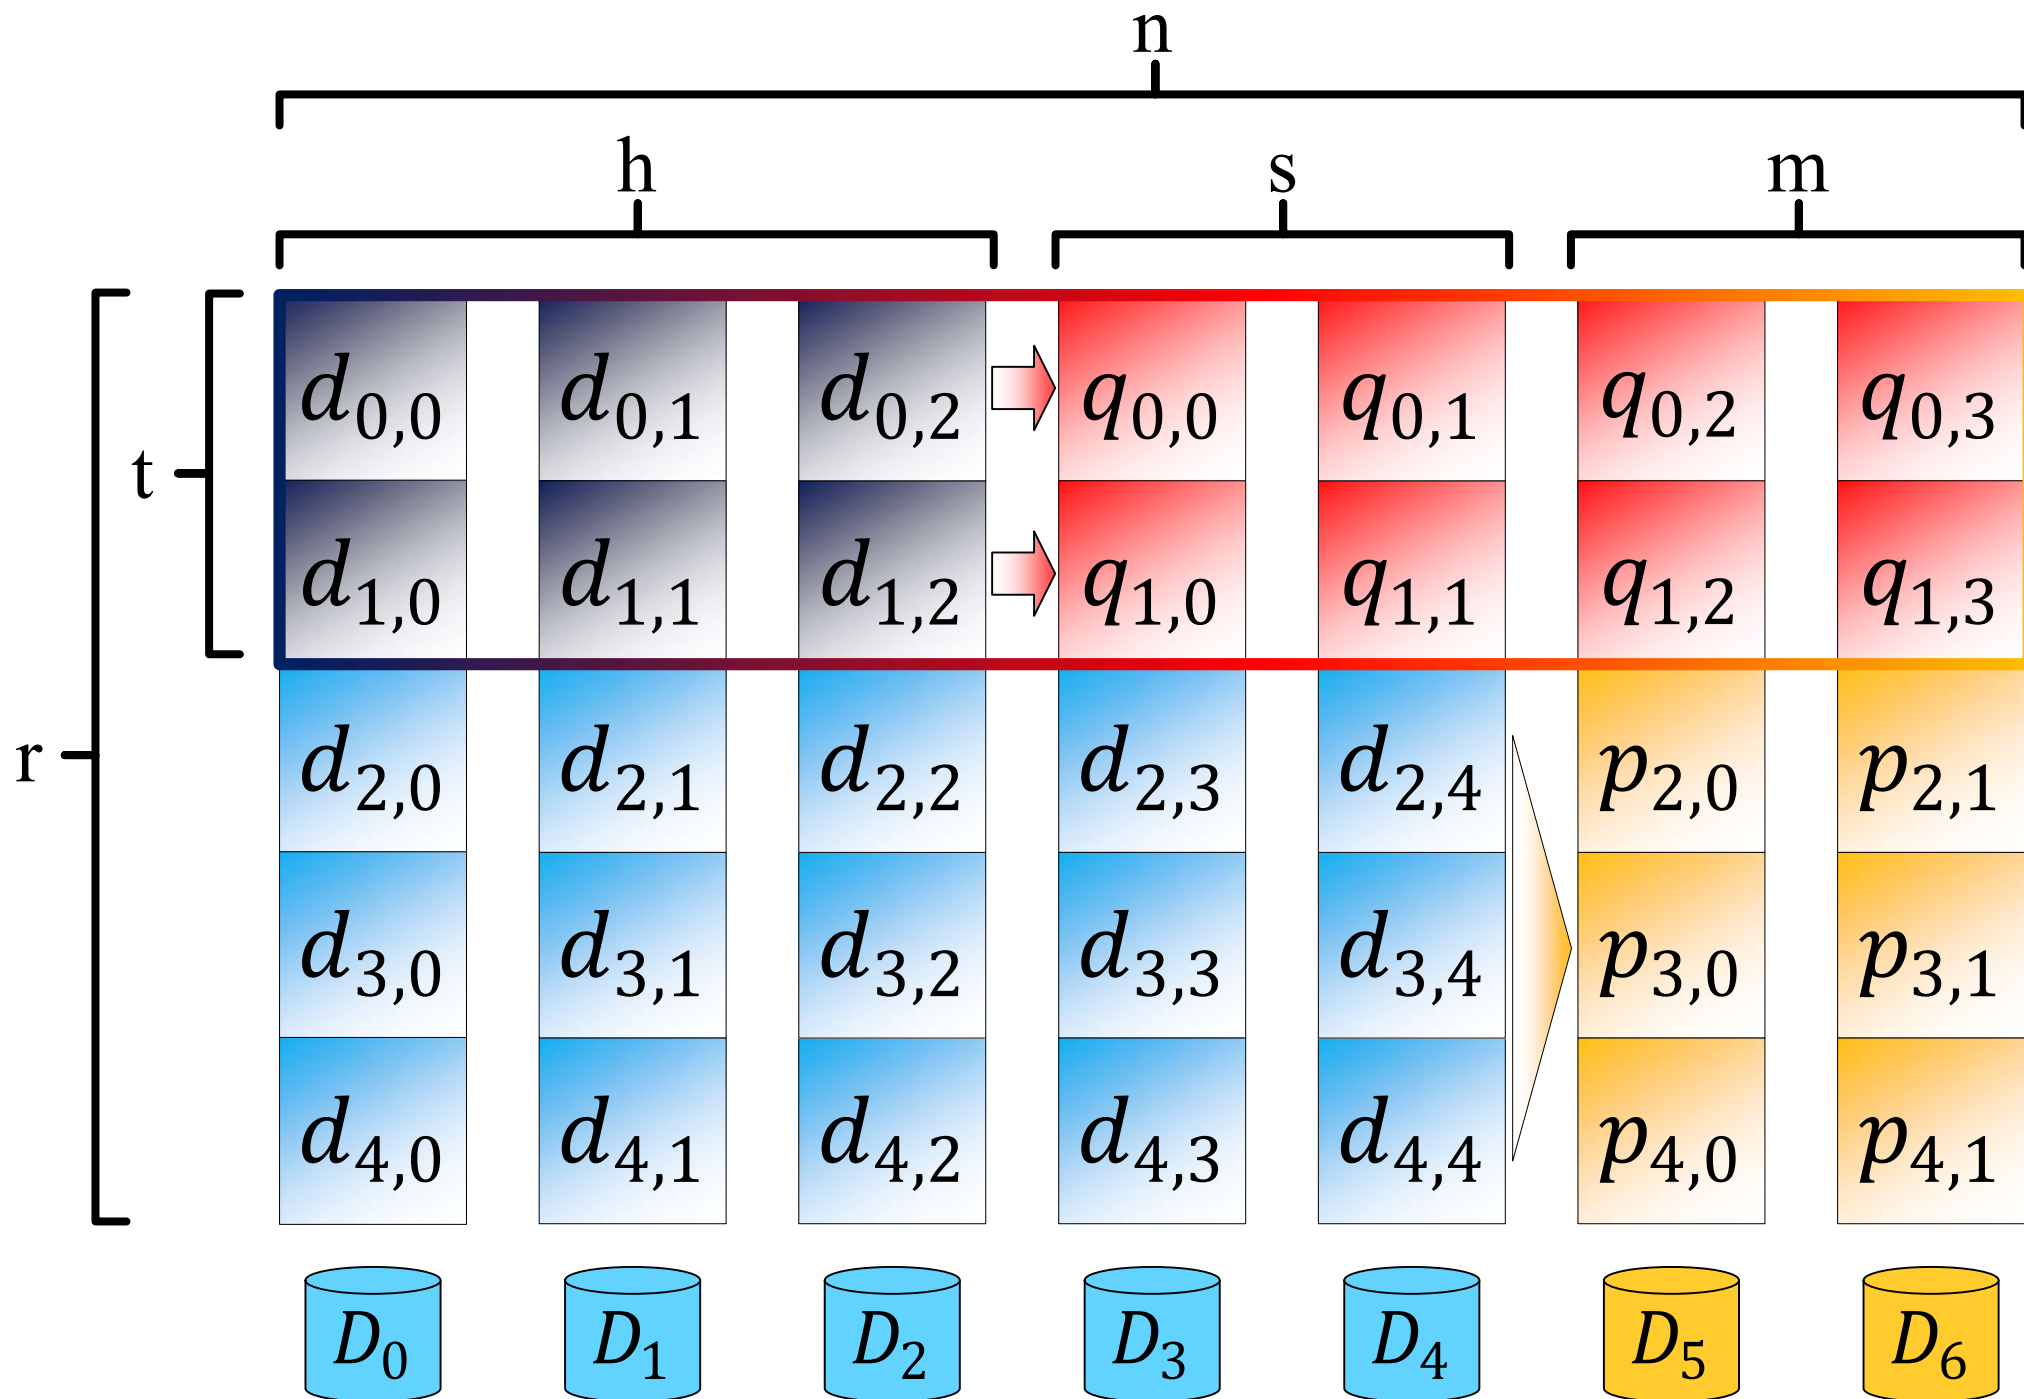 n
h s m
t
r
d0,0 d0,1 d0,2 q0,0 q0,1 q0,2 q0,3
d1,0 d1,1 d1,2 q1,0 q1,1 q1,2 q1,3
d2,0 d2,1 d2,2 d2,3 d2,4 p2,0 p2,1
d3,0 d3,1 d3,2 d3,3 d3,4 p3,0 p3,1
d4,0 d4,1 d4,2 d4,3 d4,4 p4,0 p4,1
D0 D1 D2 D3 D4 D5 D6